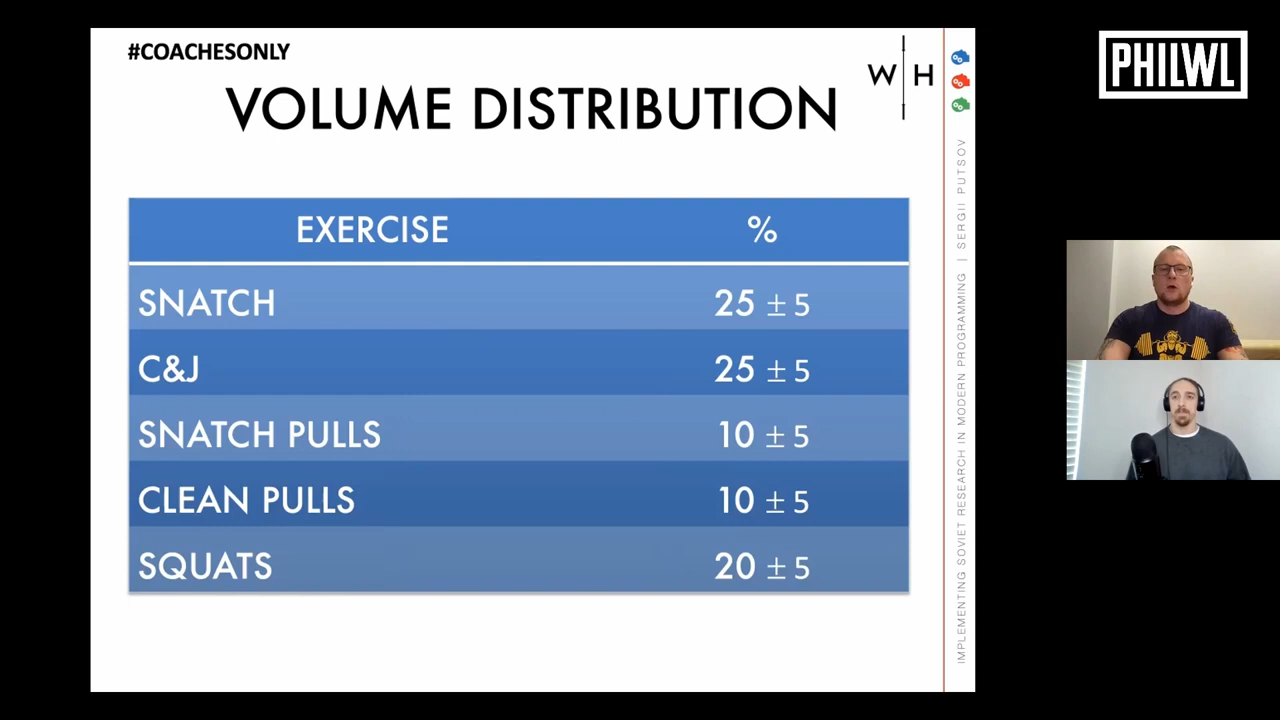 #COACHESONLY
W H
VOLUME DISTRIBUTION
EXERCISE %
SNATCH 25 ± 5
C&J 25 ± 5
SNATCH PULLS 10 ± 5
CLEAN PULLS 10 ± 5
SQUATS 20 ± 5
IMPLEMENTING SOVIET RESEARCH IN MODERN PROGRAMMING | SERGII PUTSOV
PHILWL